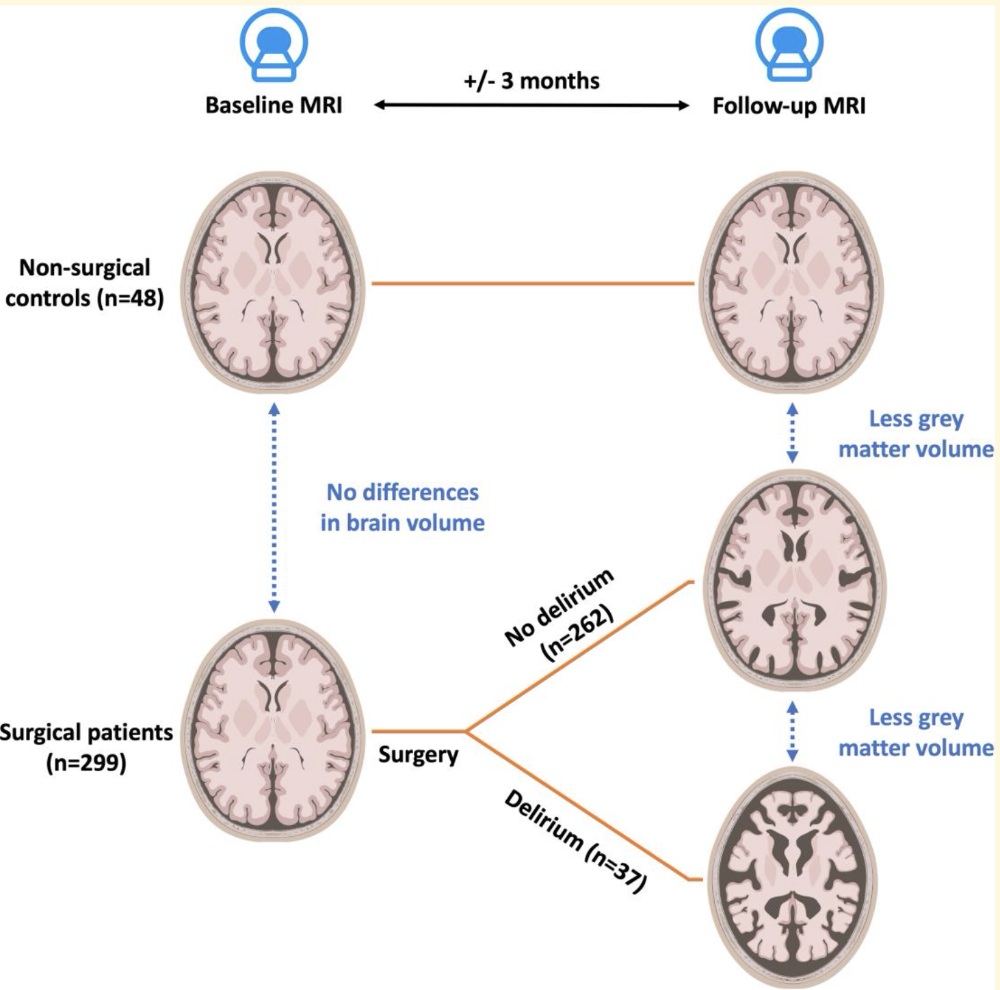 +/- 3 months
Baseline MRI
Follow-up MRI
Non-surgical
controls (n=48)
Less grey
matter volume
No differences
in brain volume
No delirium
(n=262)
Surgical patients
(n=299)
Surgery
Less grey
matter volume
Delirium (n=37)